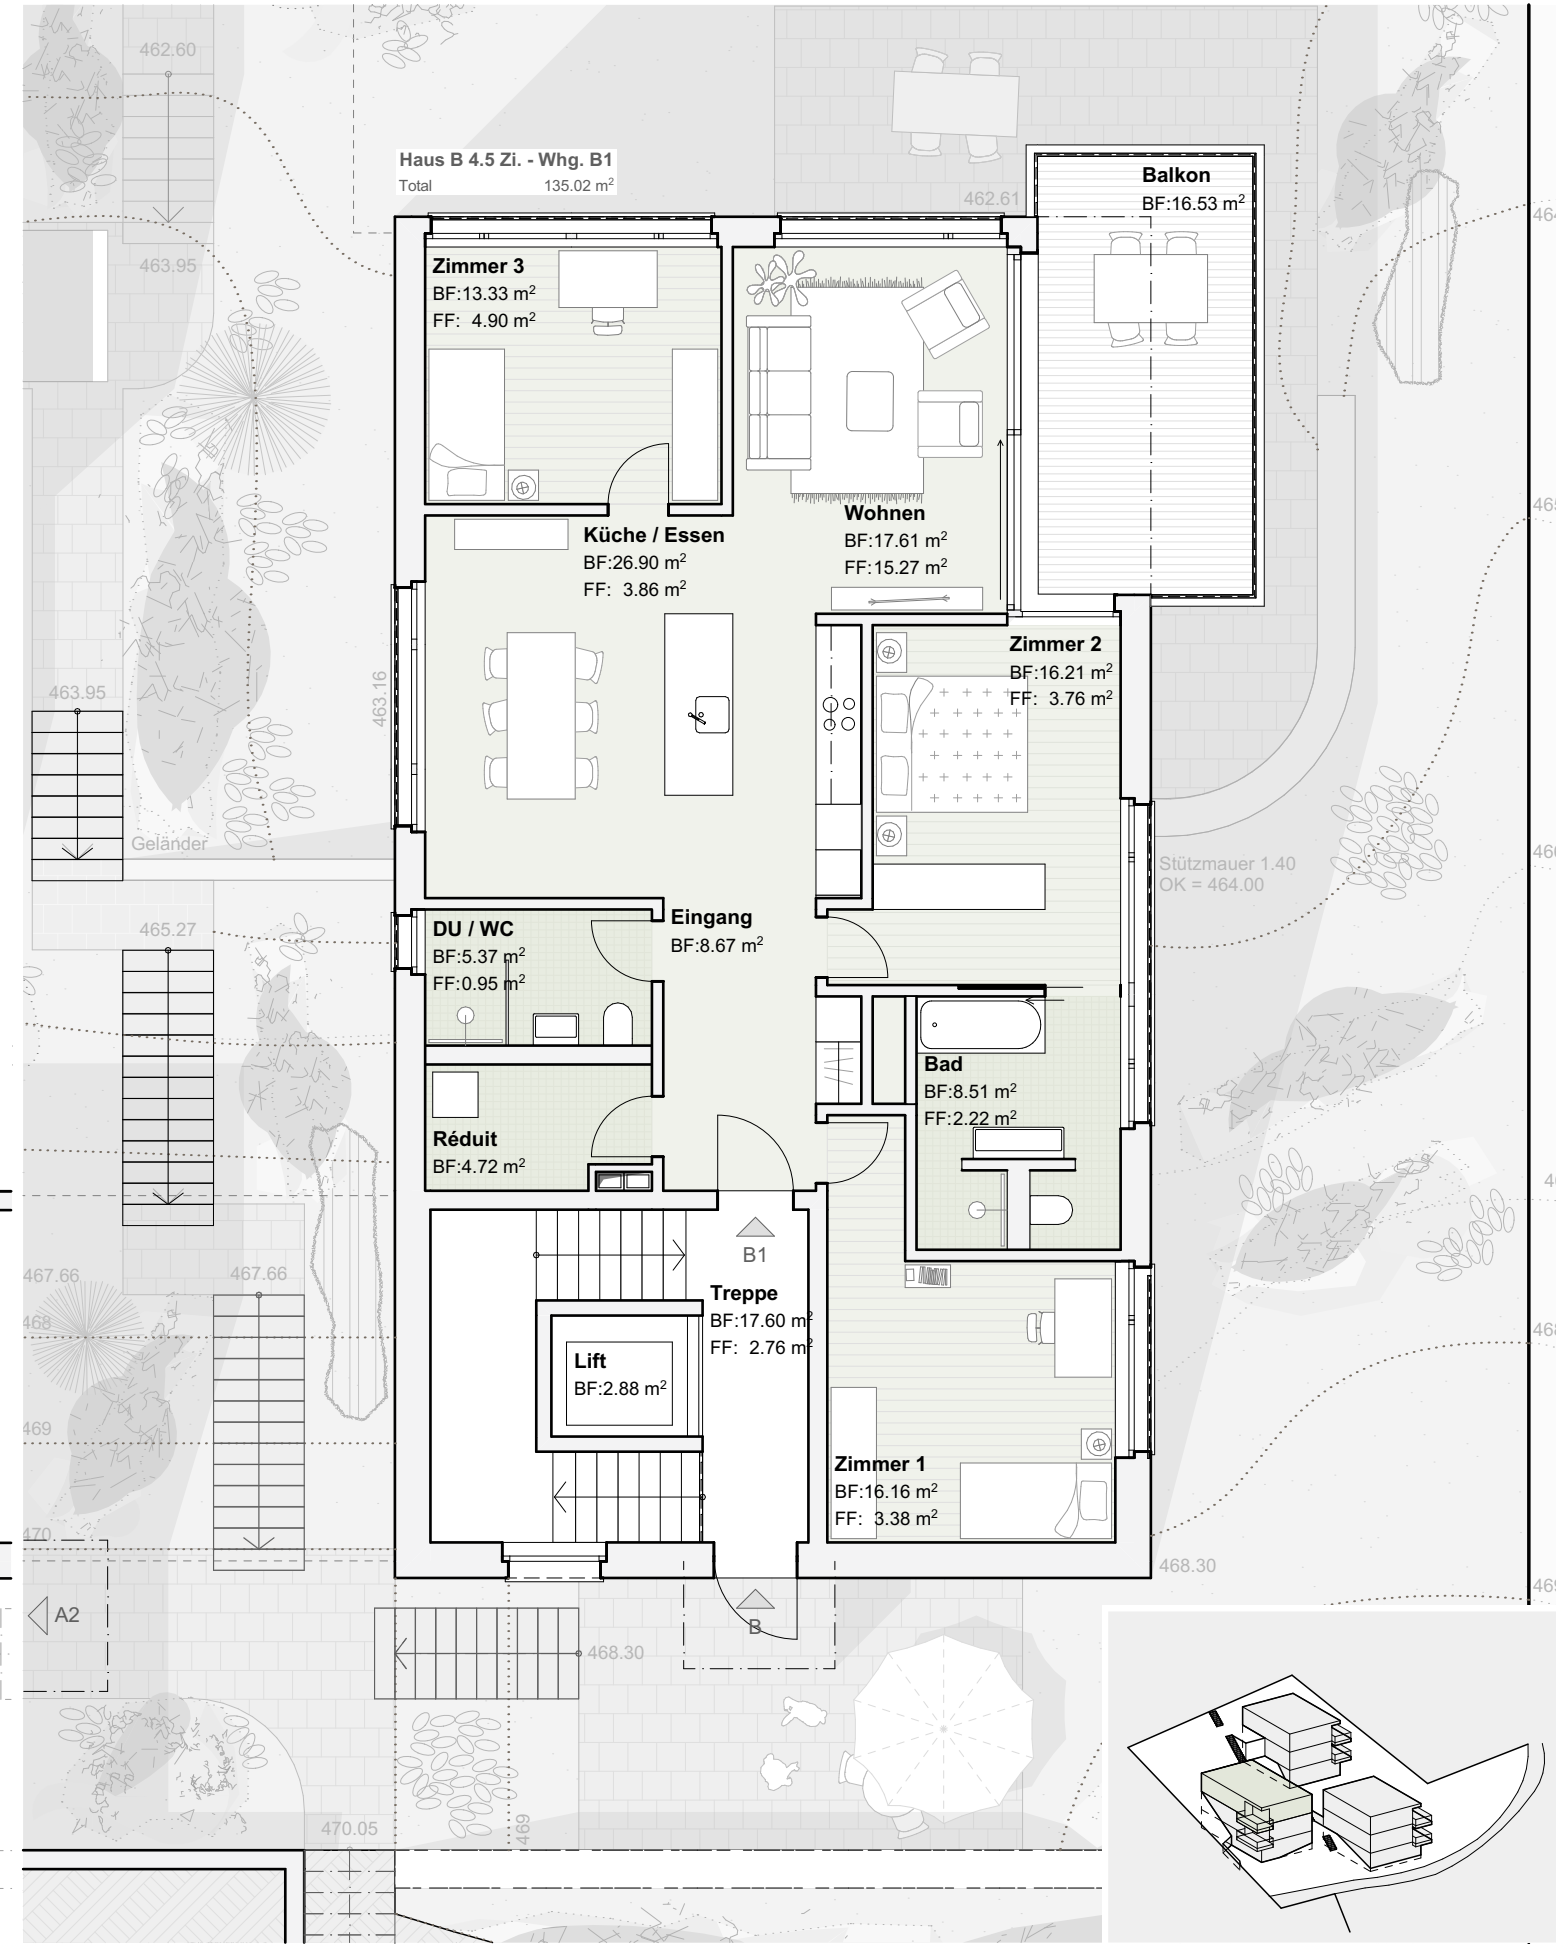 462.60
Haus B 4.5 Zi. - Whg. B1
Total 135.02 m²
462.61
Balkon
BF:16.53 m²
463.95
Zimmer 3
BF:13.33 m²
FF: 4.90 m²
Wohnen
BF:17.61 m²
FF:15.27 m²
Küche / Essen
BF:26.90 m²
FF: 3.86 m²
Zimmer 2
BF:16.21 m²
FF: 3.76 m²
463.16
463.95
Geländer
Stützmauer 1.40
OK = 464.00
465.27
DU / WC
BF:5.37 m²
FF:0.95 m²
Eingang
BF:8.67 m²
Bad
BF:8.51 m²
FF:2.22 m²
Réduit
BF:4.72 m²
B1
467.66
467.66
468
Treppe
BF:17.60 m²
FF: 2.76 m²
Lift
BF:2.88 m²
469
Zimmer 1
BF:16.16 m²
FF: 3.38 m²
470
468.30
A2
B
468.30
470.05
469